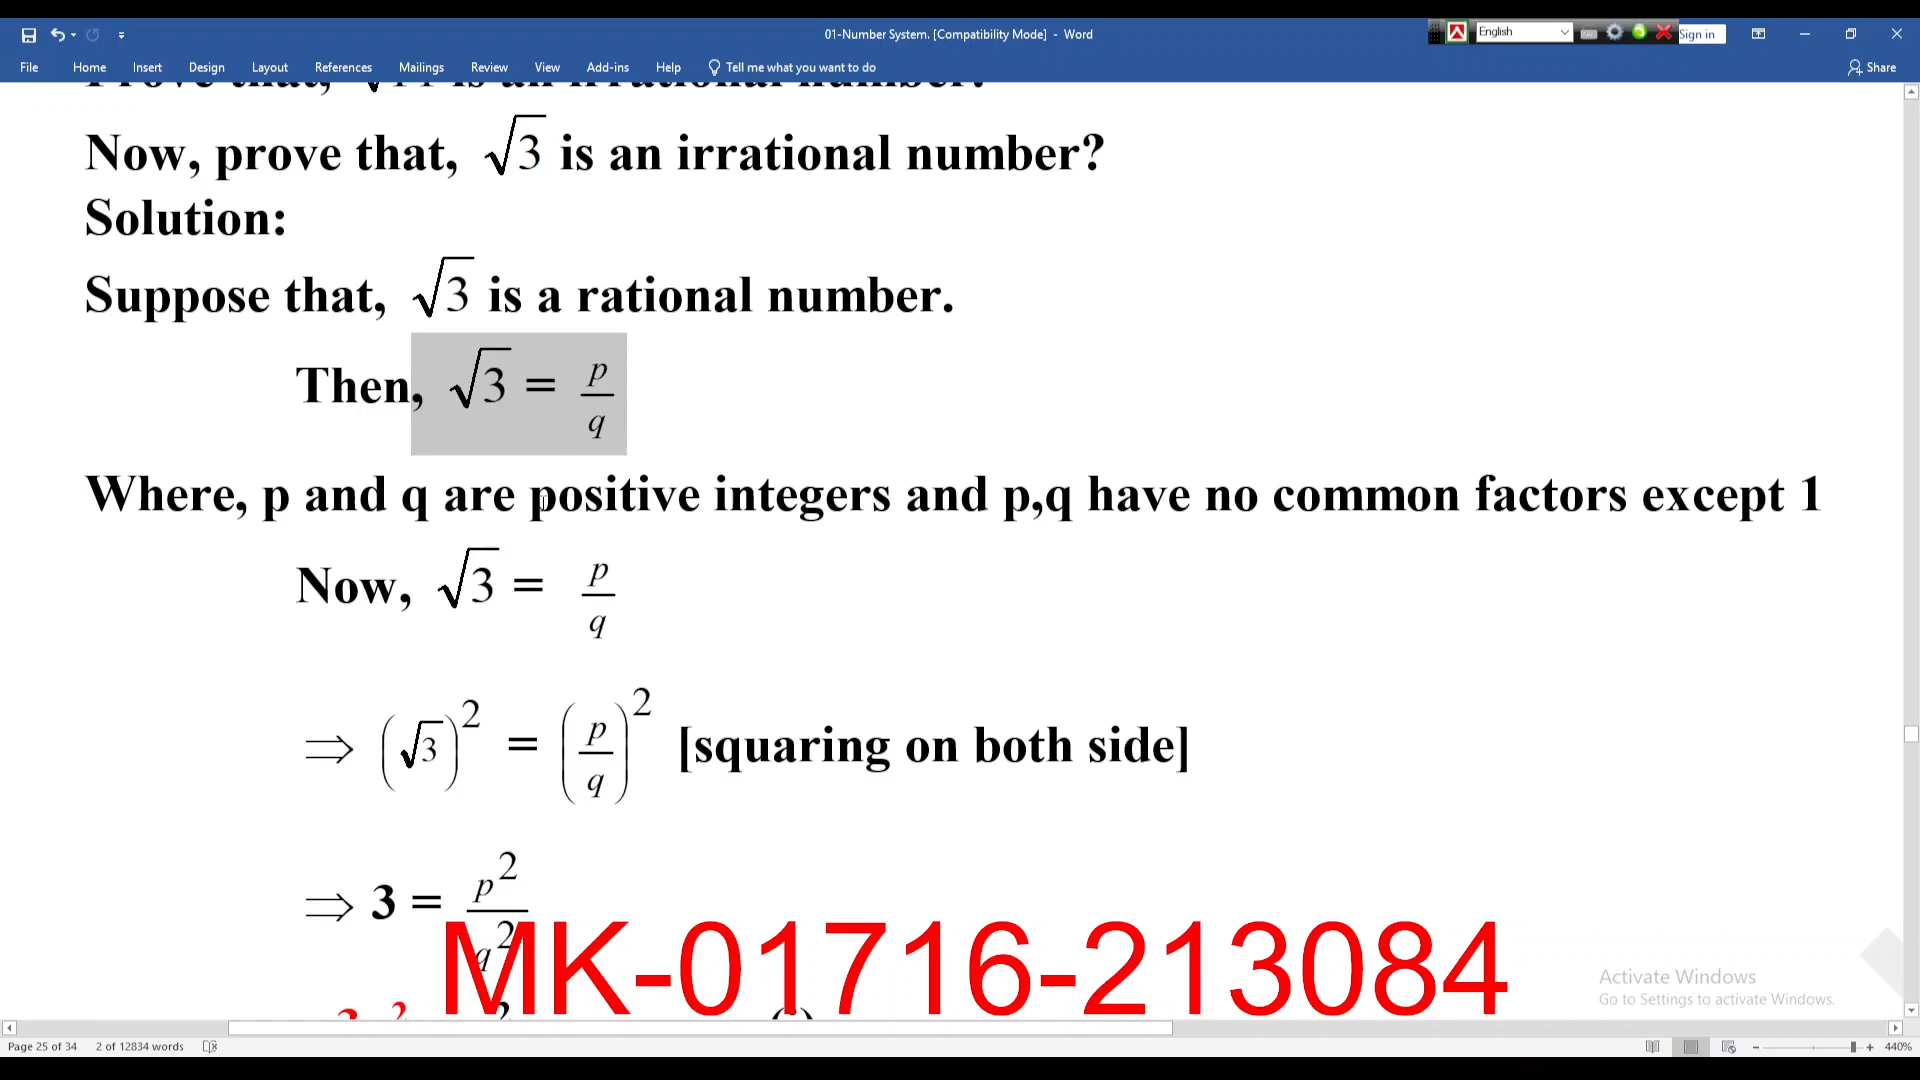 01-Number System. [Compatibility Mode] - Word
English
Sign in
File Home Insert Design Layout References Mailings Review View Add-ins Help Tell me what you want to do Share
Now, prove that, √3 is an irrational number?
Solution:
Suppose that, √3 is a rational number.
Then, √3 = p/q
Where, p and q are positive integers and p,q have no common factors except 1
Now, √3 = p/q
⇒ (√3)² = (p/q)² [squaring on both side]
⇒ 3 = p²/q²
MK-01716-213084
Activate Windows
Go to Settings to activate Windows.
Page 25 of 34 2 of 12834 words 440%